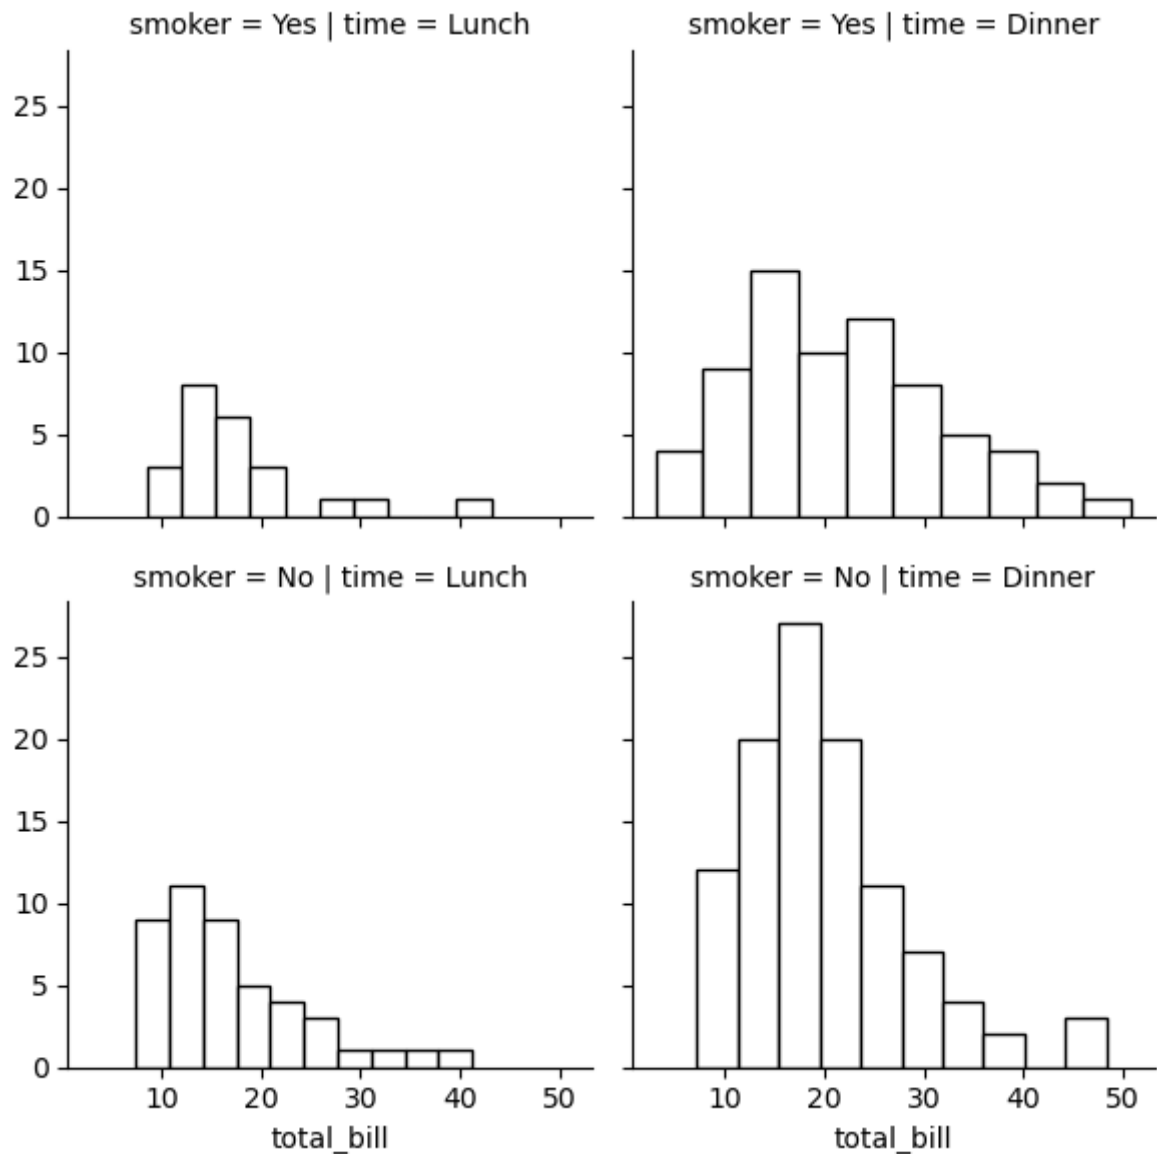 smoker = Yes | time = Lunch
smoker = Yes | time = Dinner
25
20
15
10
5
0
smoker = No | time = Lunch
smoker = No | time = Dinner
25
20
15
10
5
0
10 20 30 40 50
10 20 30 40 50
total_bill
total_bill